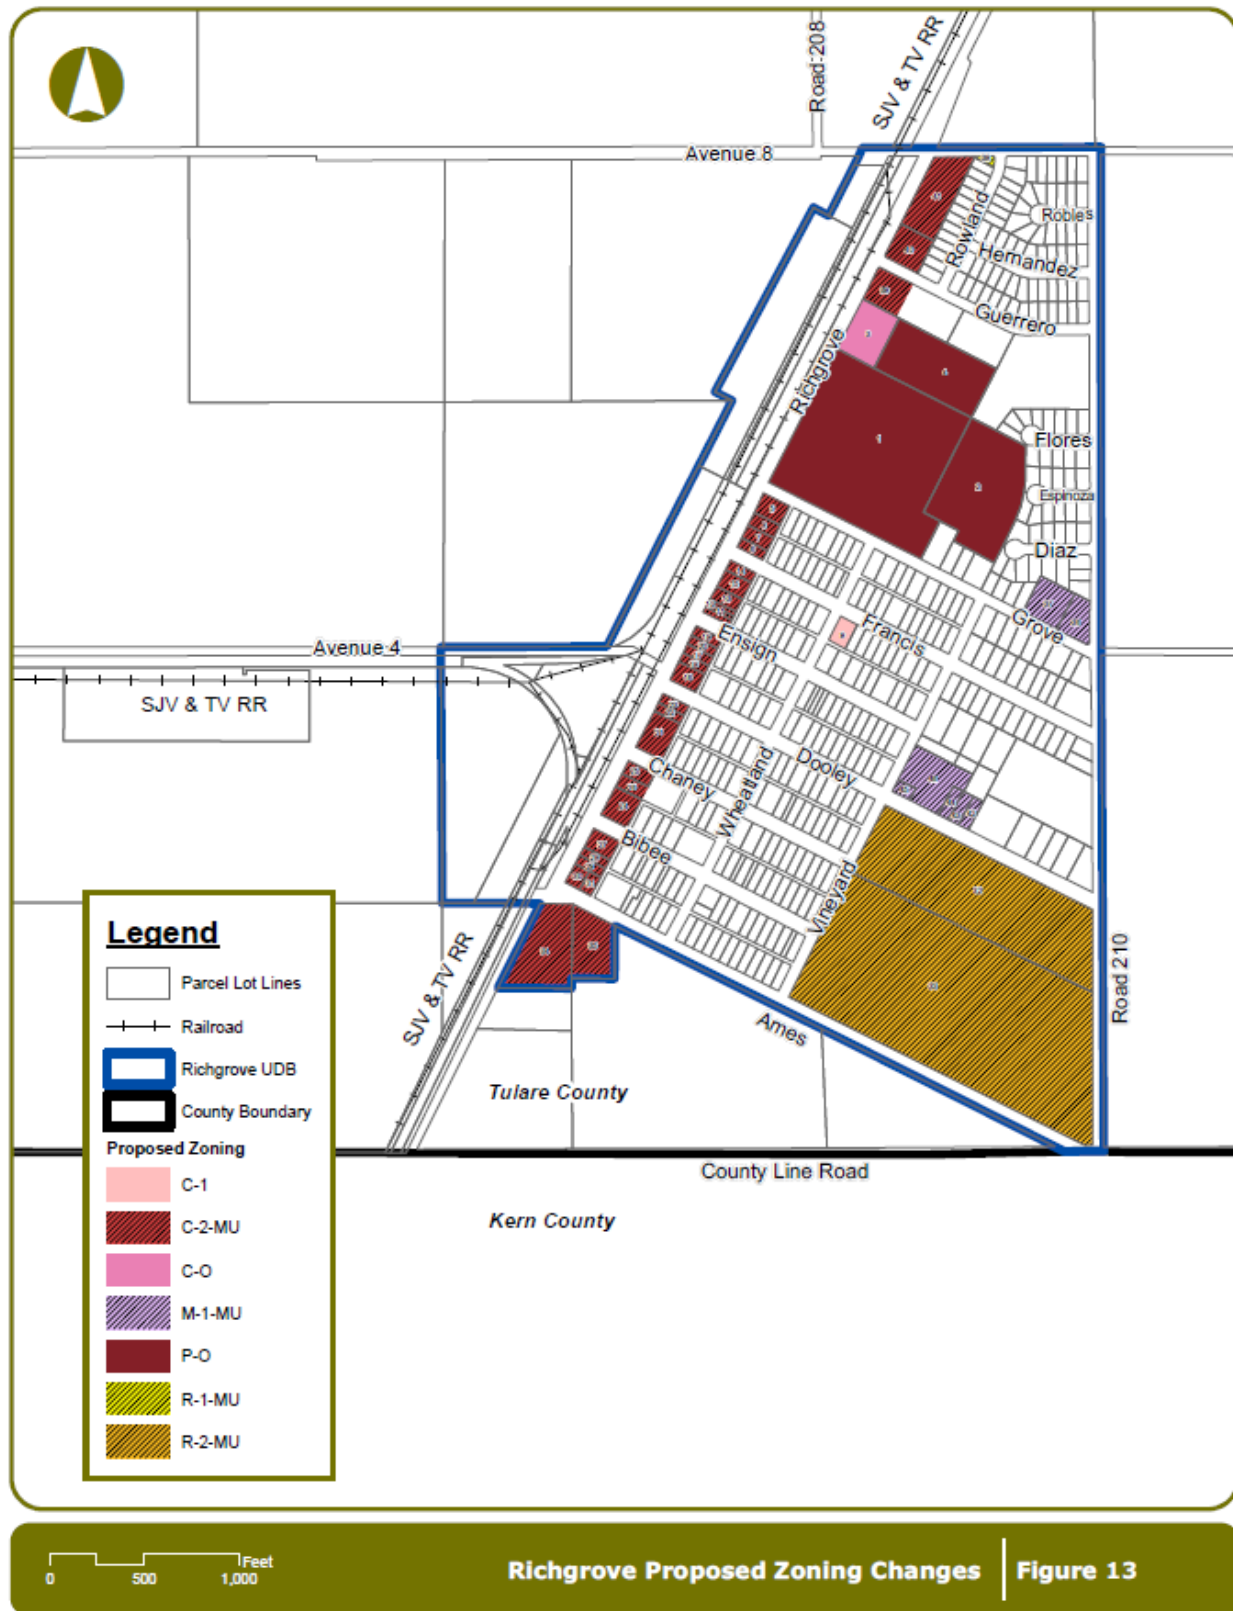 Road 208
SJV & TV RR
Avenue 8
Robles
Rowland
Hernandez
Guerrero
Richgrove
1
Flores
Espinoza
Diaz
Grove
Francis
Ensign
Avenue 4
SJV & TV RR
Dooley
Chaney
Wheatland
Bibee
Vineyard
SJV & TV RR
Road 210
Ames
Tulare County
County Line Road
Kern County
Legend
Parcel Lot Lines
Railroad
Richgrove UDB
County Boundary
Proposed Zoning
C-1
C-2-MU
C-O
M-1-MU
P-O
R-1-MU
R-2-MU
Feet
0 500 1,000
Richgrove Proposed Zoning Changes
Figure 13